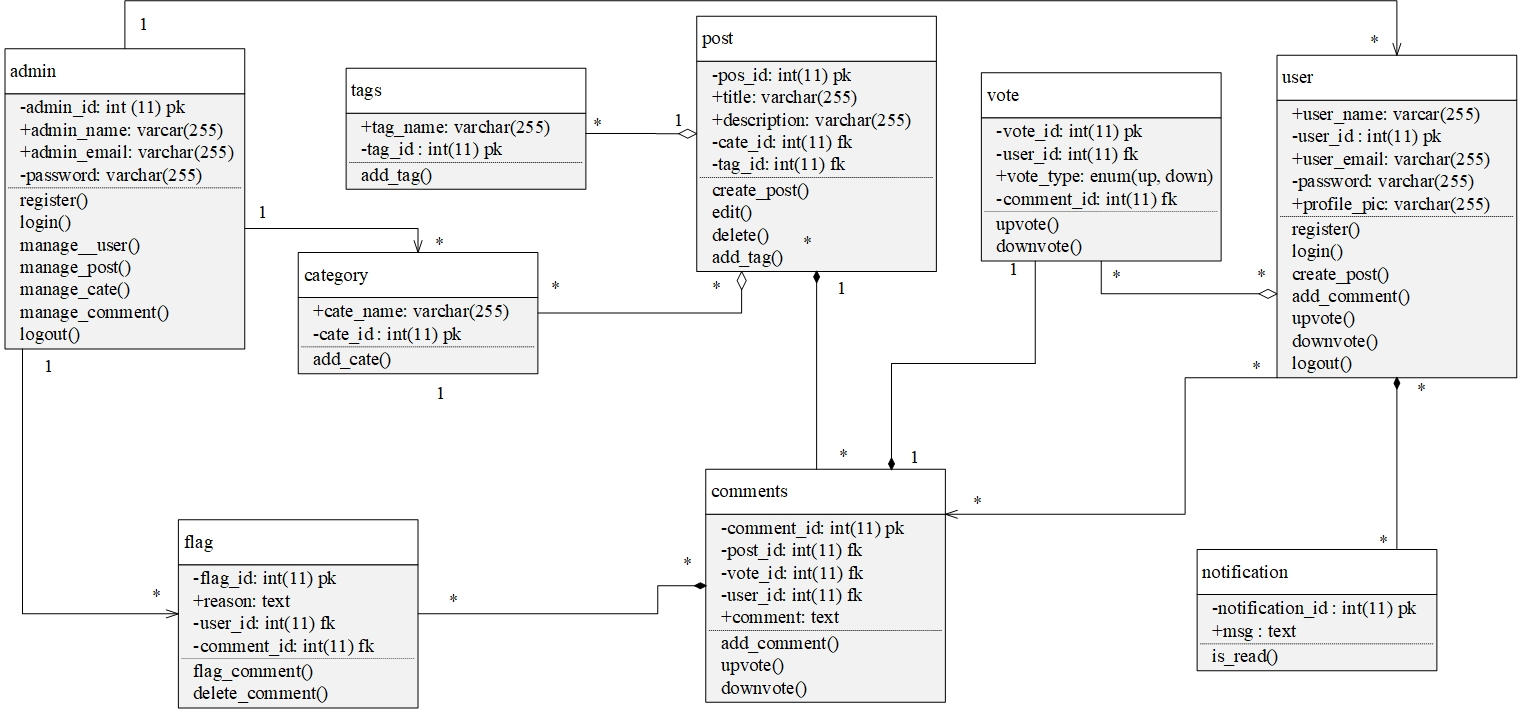 1
*
admin
-admin_id: int (11) pk
+admin_name: varcar(255)
+admin_email: varchar(255)
-password: varchar(255)
register()
login()
manage__user()
manage_post()
manage_cate()
manage_comment()
logout()
1
*
1
*
tags
+tag_name: varchar(255)
-tag_id : int(11) pk
add_tag()
*
1
post
-pos_id: int(11) pk
+title: varchar(255)
+description: varchar(255)
-cate_id: int(11) fk
-tag_id: int(11) fk
create_post()
edit()
delete()
add_tag()
*
*
1
vote
-vote_id: int(11) pk
-user_id: int(11) fk
+vote_type: enum(up, down)
-comment_id: int(11) fk
upvote()
downvote()
1
*
*
user
+user_name: varcar(255)
-user_id : int(11) pk
+user_email: varchar(255)
-password: varchar(255)
+profile_pic: varchar(255)
register()
login()
create_post()
add_comment()
upvote()
downvote()
logout()
*
*
category
+cate_name: varchar(255)
-cate_id : int(11) pk
add_cate()
*
1
*
1
*
comments
-comment_id: int(11) pk
-post_id: int(11) fk
-vote_id: int(11) fk
-user_id: int(11) fk
+comment: text
add_comment()
upvote()
downvote()
*
flag
-flag_id: int(11) pk
+reason: text
-user_id: int(11) fk
-comment_id: int(11) fk
flag_comment()
delete_comment()
*
*
*
notification
-notification_id : int(11) pk
+msg : text
is_read()